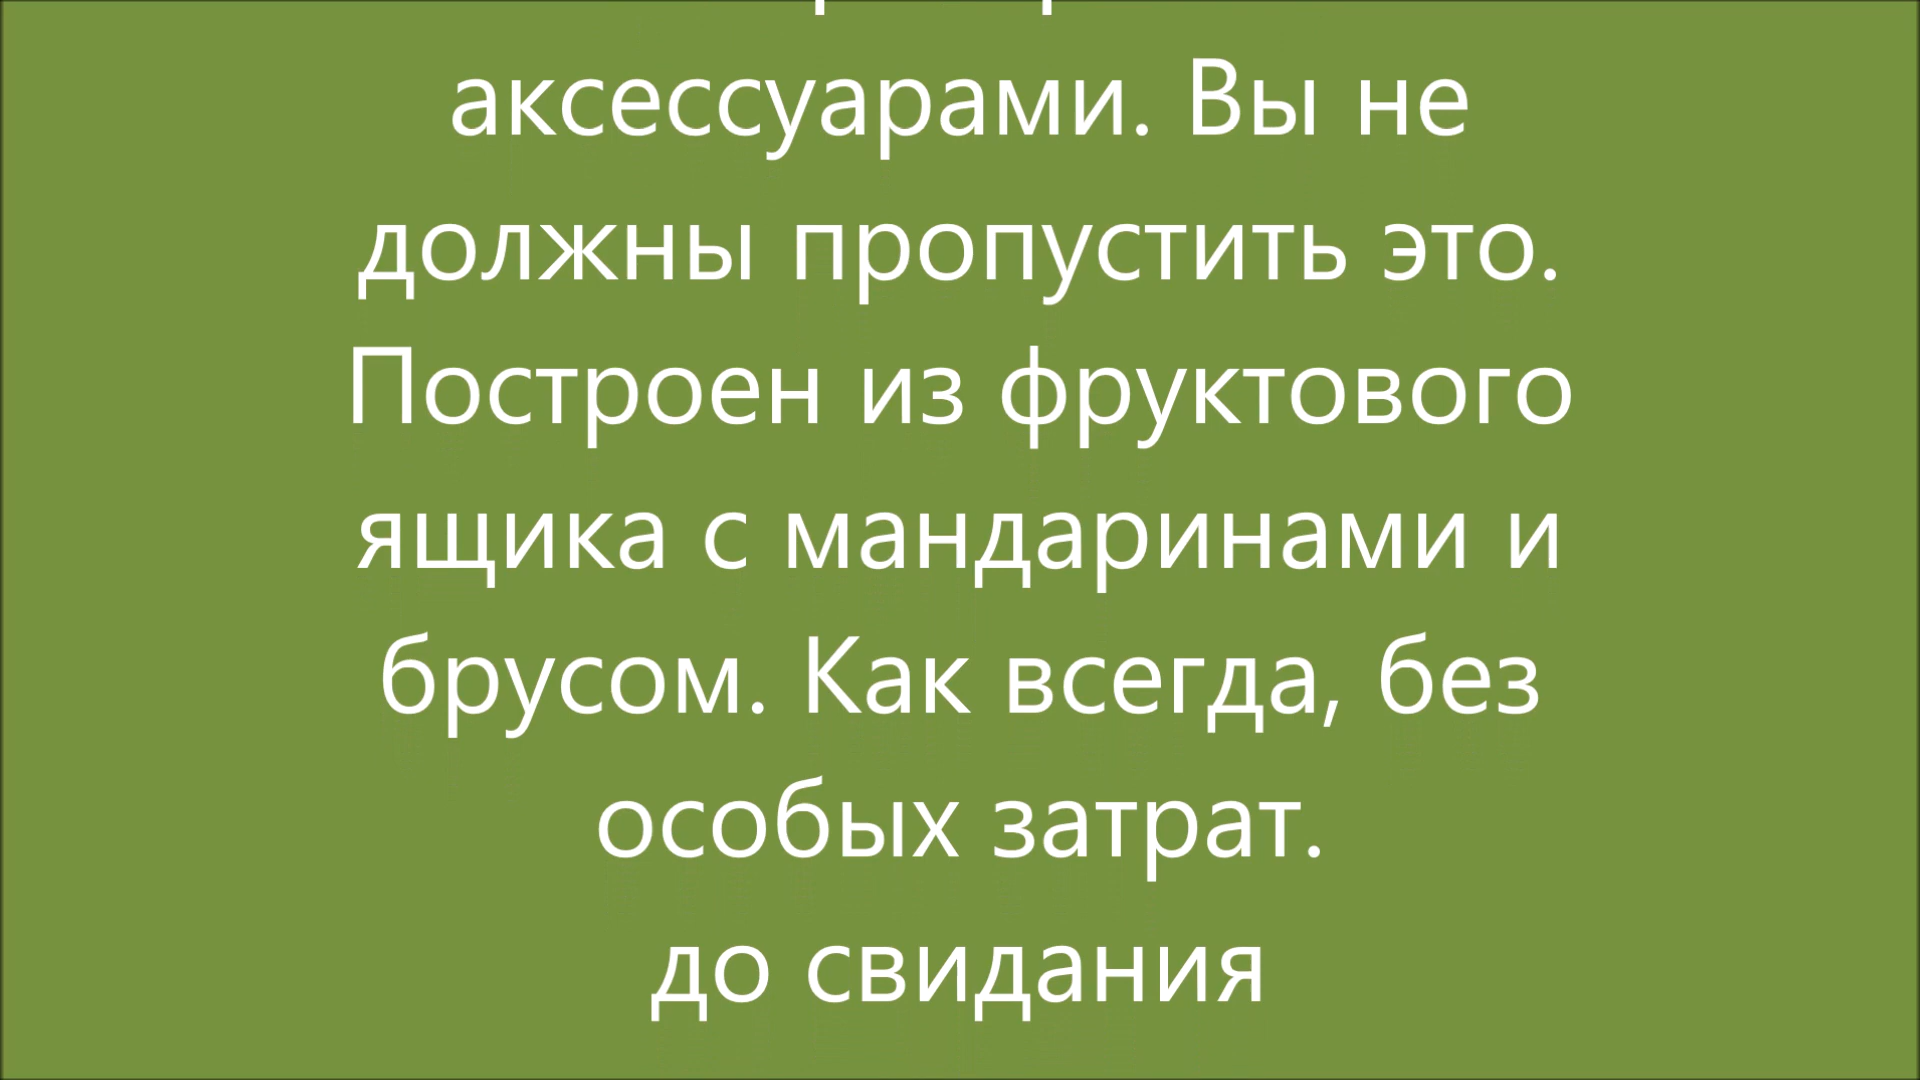 аксессуарами. Вы не
должны пропустить это.
Построен из фруктового
ящика с мандаринами и
брусом. Как всегда, без
особых затрат.
до свидания